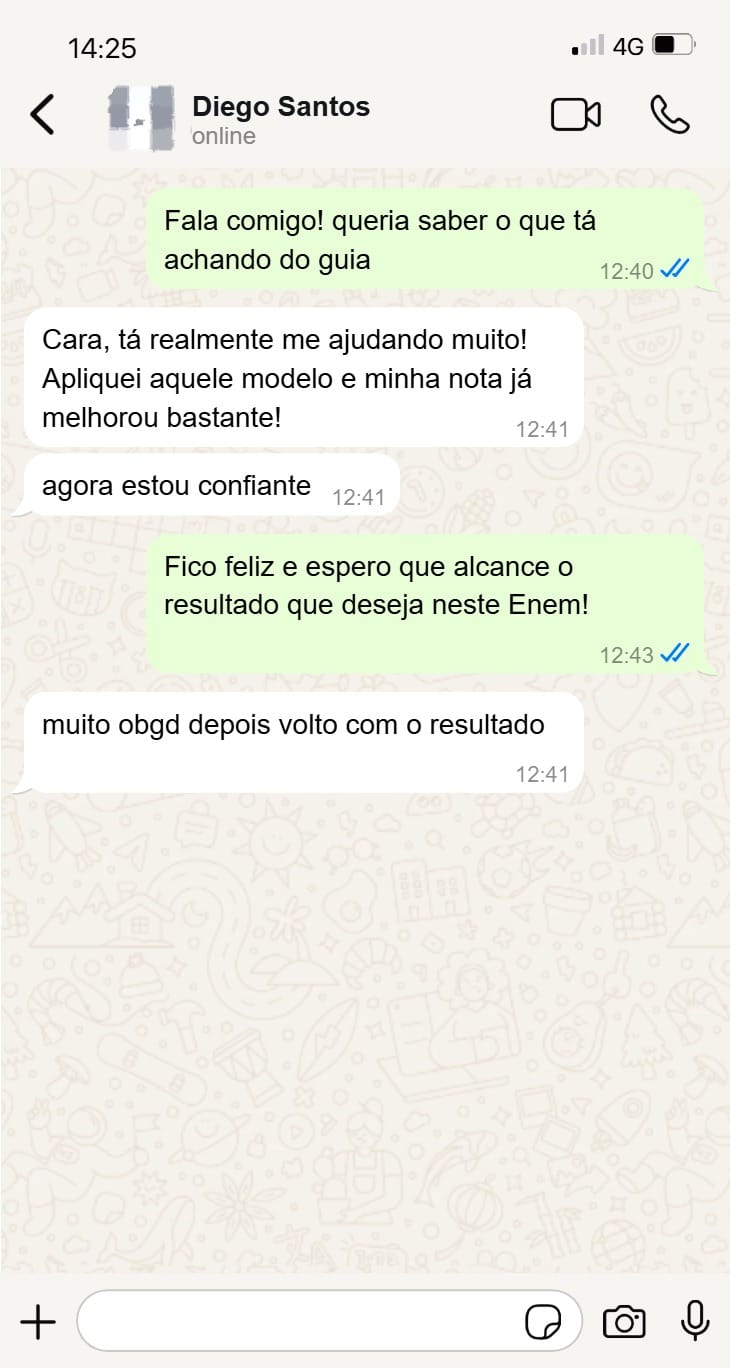 14:25
4G
Diego Santos
online
Fala comigo! queria saber o que tá
achando do guia
12:40
Cara, tá realmente me ajudando muito!
Apliquei aquele modelo e minha nota já
melhorou bastante!
12:41
agora estou confiante
12:41
Fico feliz e espero que alcance o
resultado que deseja neste Enem!
12:43
muito obgd depois volto com o resultado
12:41